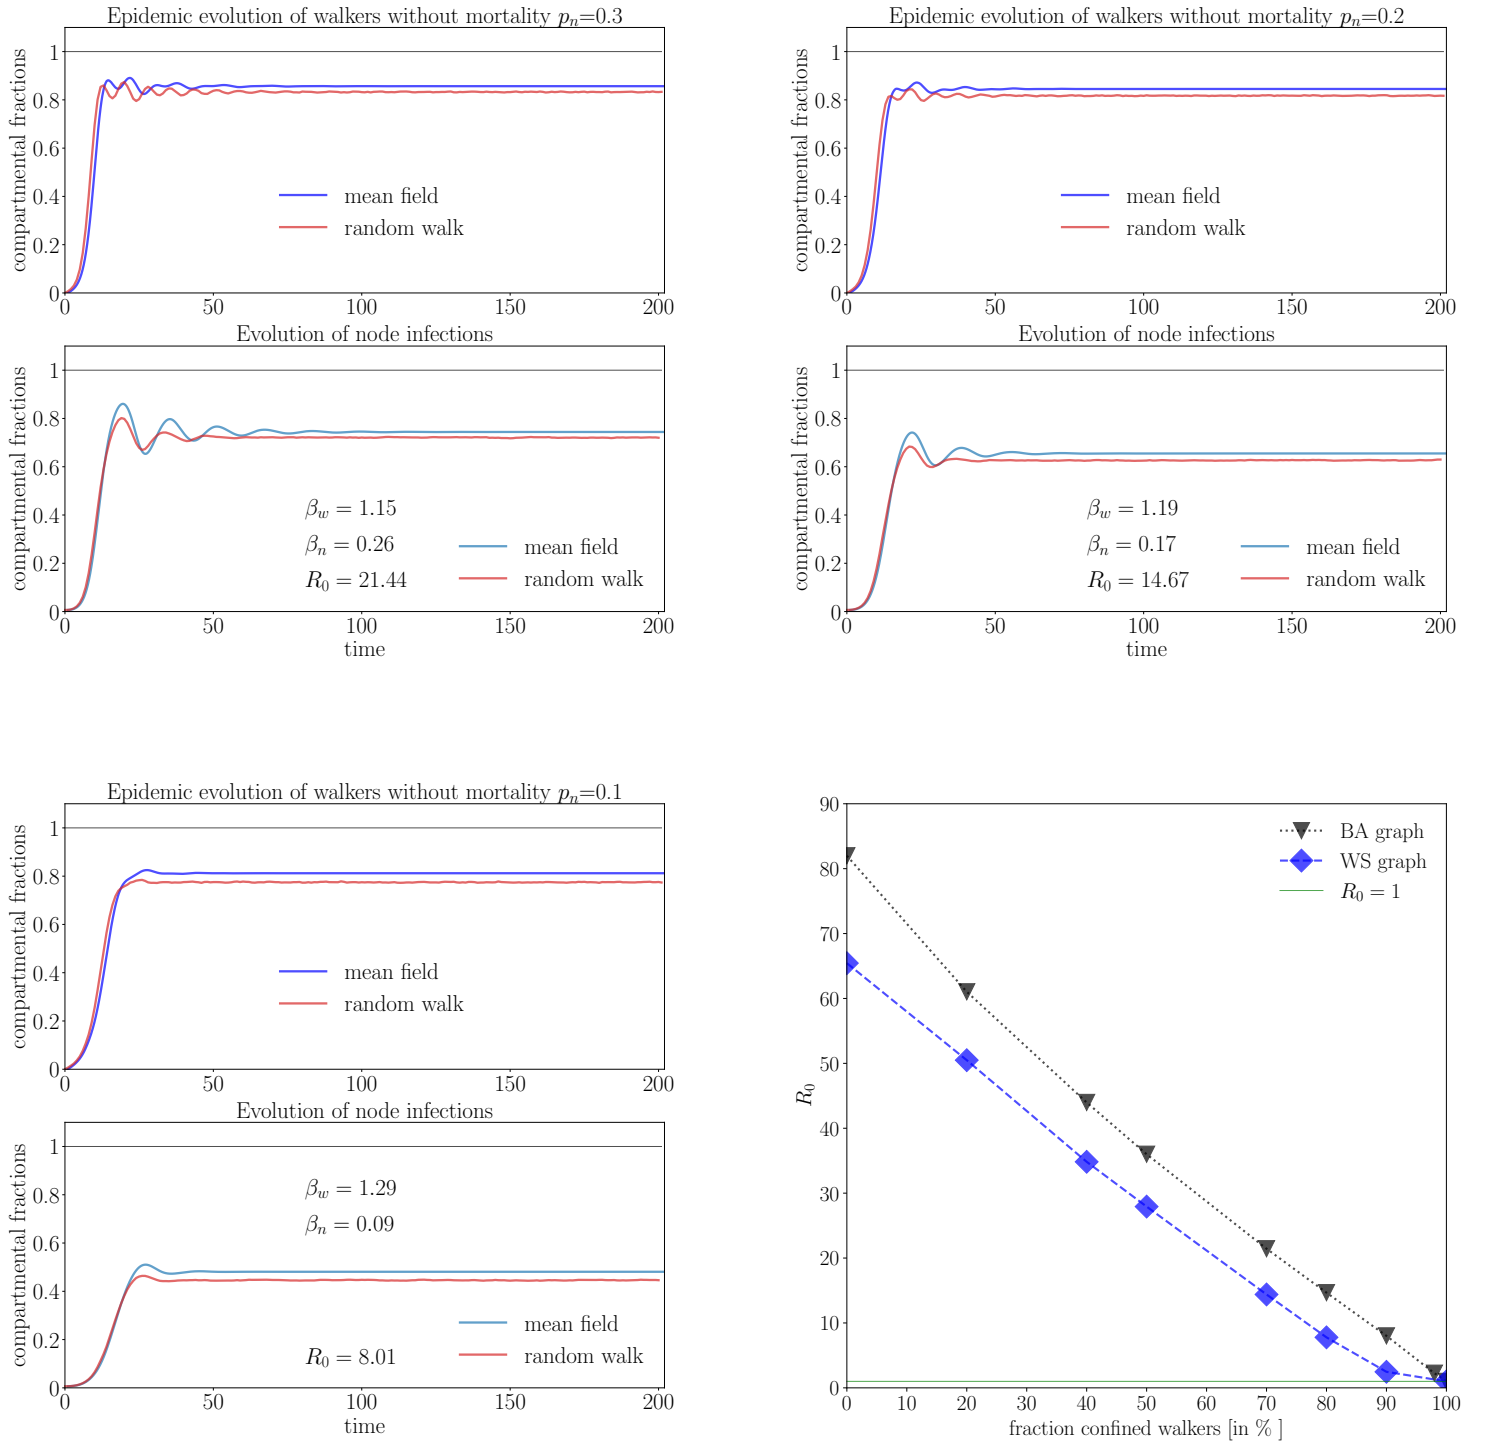 Epidemic evolution of walkers without mortality pₙ=0.3
compartmental fractions
1
0.8
0.6
0.4
0.2
0
mean field
random walk
0 50 100 150 200
Evolution of node infections
compartmental fractions
1
0.8
0.6
0.4
0.2
0
β_w = 1.15
βₙ = 0.26
R₀ = 21.44
mean field
random walk
0 50 100 150 200
time
Epidemic evolution of walkers without mortality pₙ=0.2
compartmental fractions
1
0.8
0.6
0.4
0.2
0
mean field
random walk
0 50 100 150 200
Evolution of node infections
compartmental fractions
1
0.8
0.6
0.4
0.2
0
β_w = 1.19
βₙ = 0.17
R₀ = 14.67
mean field
random walk
0 50 100 150 200
time
Epidemic evolution of walkers without mortality pₙ=0.1
compartmental fractions
1
0.8
0.6
0.4
0.2
0
mean field
random walk
0 50 100 150 200
Evolution of node infections
compartmental fractions
1
0.8
0.6
0.4
0.2
0
β_w = 1.29
βₙ = 0.09
mean field
R₀ = 8.01
random walk
0 50 100 150 200
time
R₀
90
80
70
60
50
40
30
20
10
0
BA graph
WS graph
R₀ = 1
0 10 20 30 40 50 60 70 80 90 100
fraction confined walkers [in % ]